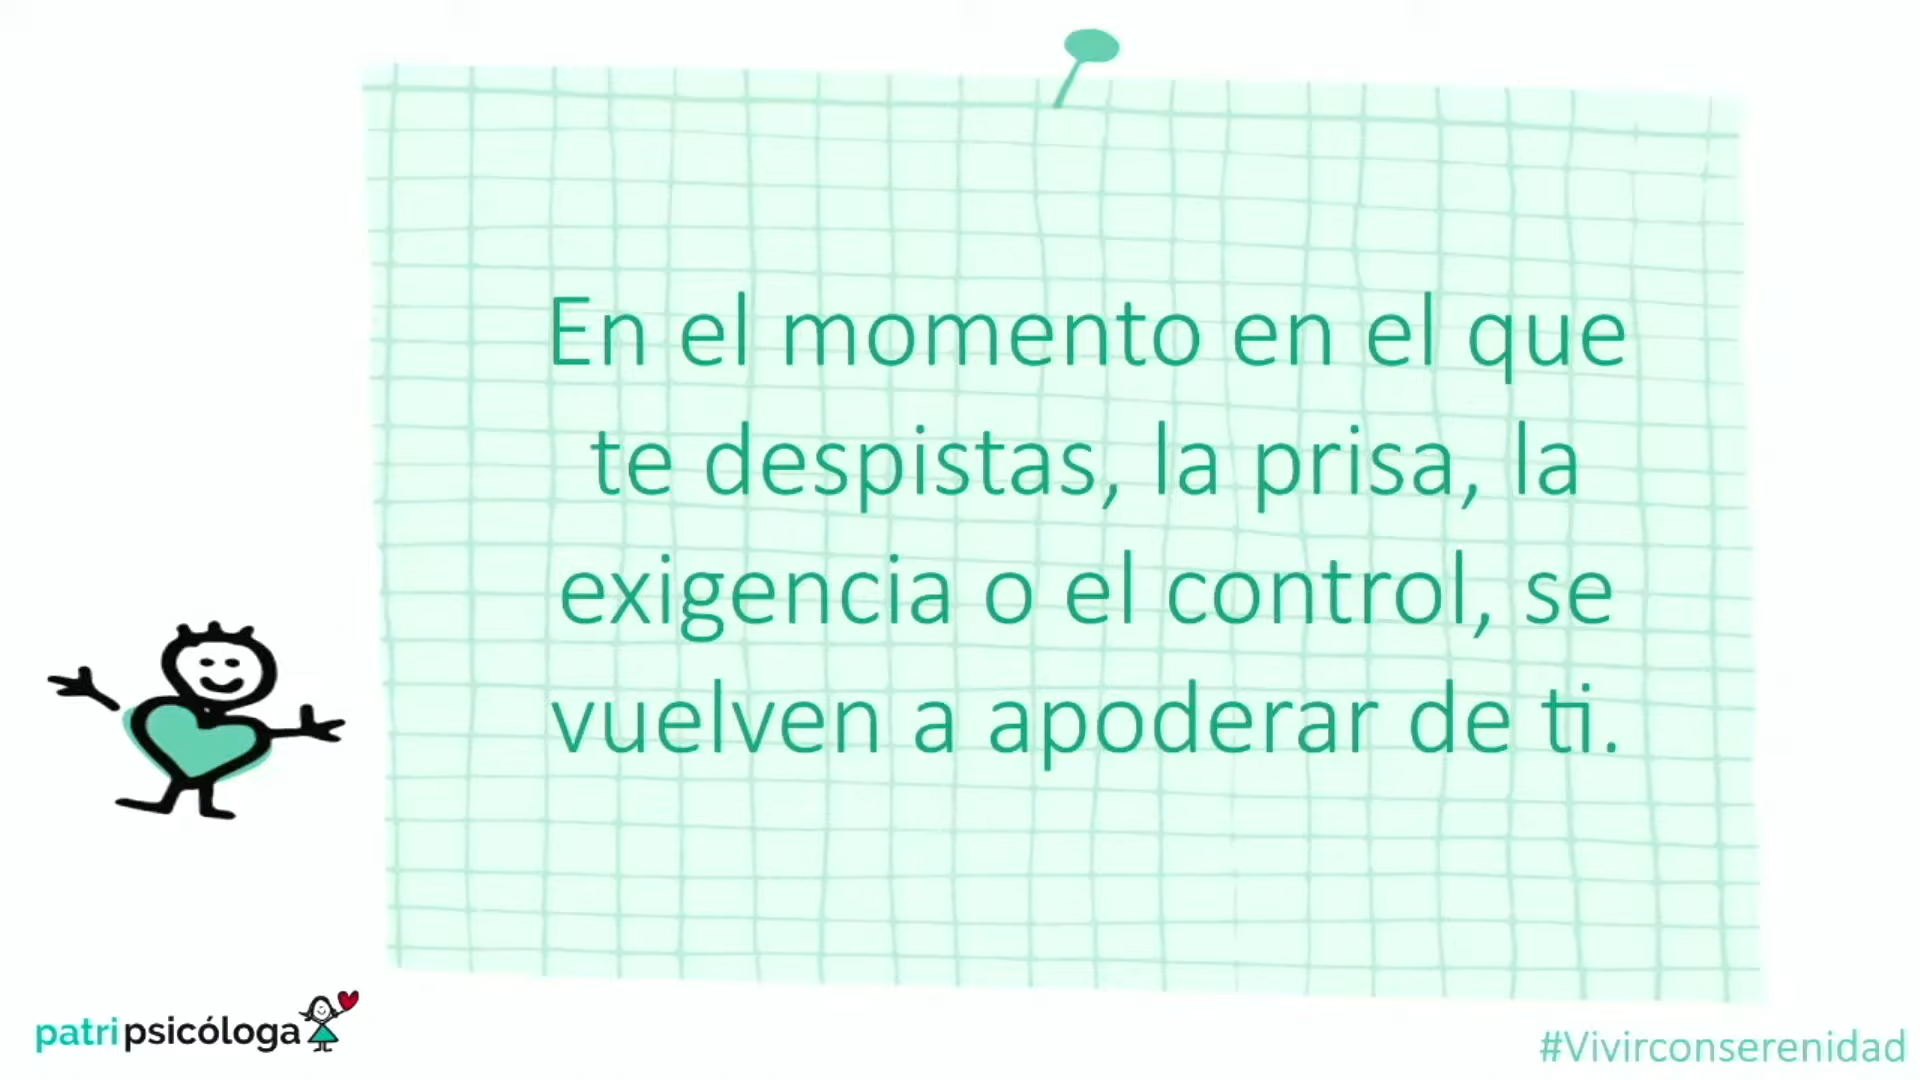 En el momento en el que
te despistas, la prisa, la
exigencia o el control, se
vuelven a apoderar de ti.
patripsicóloga
#Vivirconserenidad